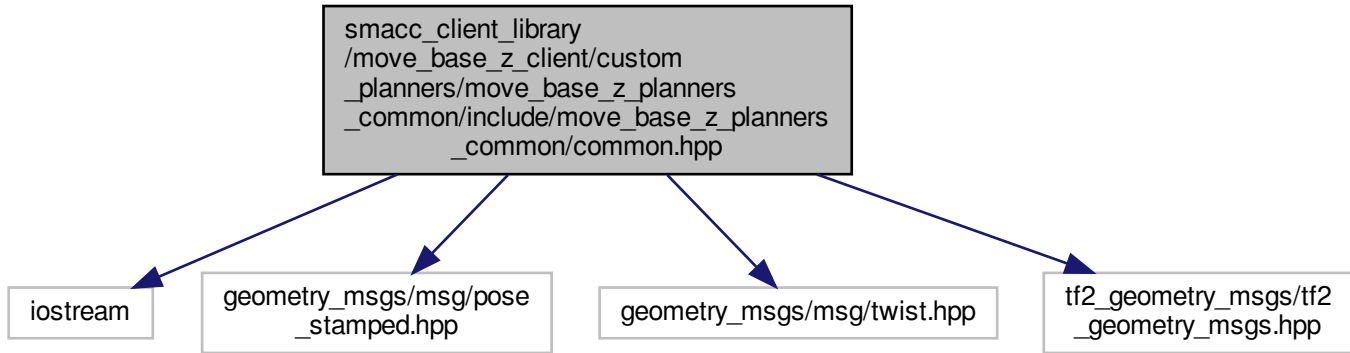 smacc_client_library
/move_base_z_client/custom
_planners/move_base_z_planners
_common/include/move_base_z_planners
_common/common.hpp
iostream
geometry_msgs/msg/pose
_stamped.hpp
geometry_msgs/msg/twist.hpp
tf2_geometry_msgs/tf2
_geometry_msgs.hpp